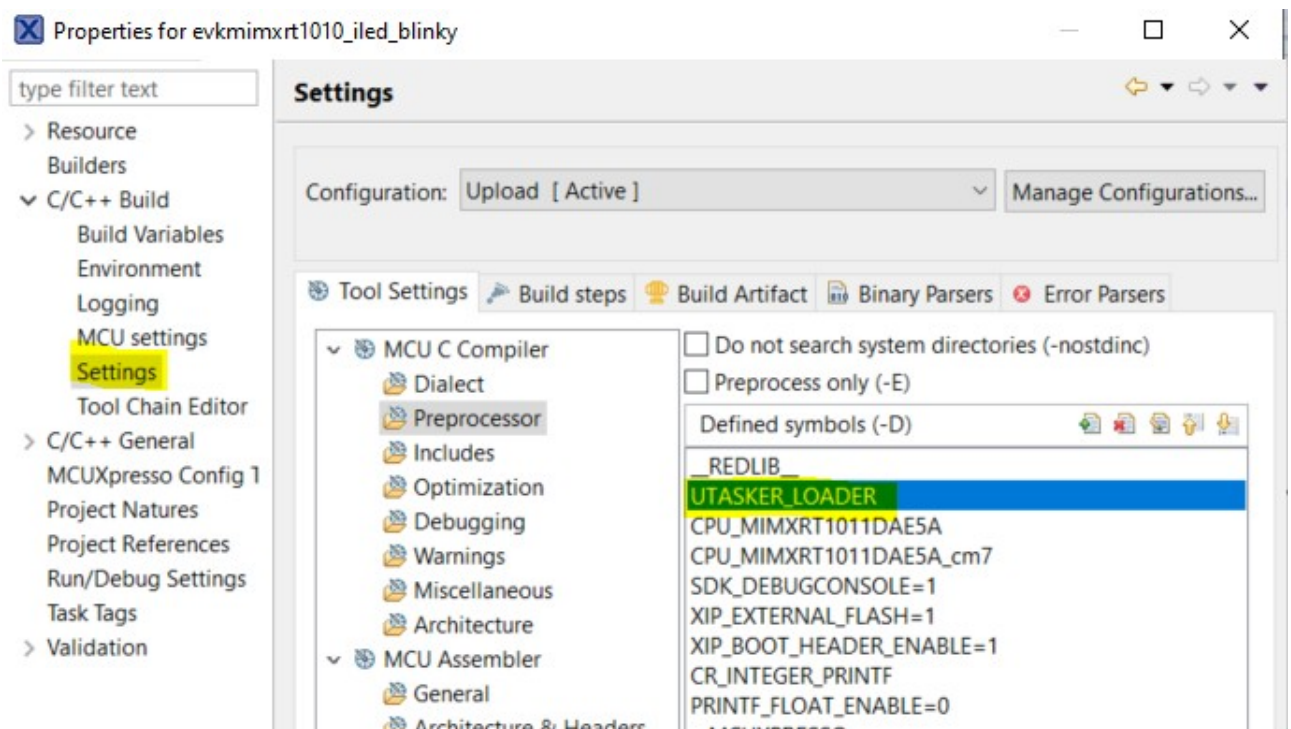 Properties for evkmimxrt1010_iled_blinky
type filter text
Resource
Builders
C/C++ Build
Build Variables
Environment
Logging
MCU settings
Settings
Tool Chain Editor
C/C++ General
MCUXpresso Config T
Project Natures
Project References
Run/Debug Settings
Task Tags
Validation
Settings
Configuration: Upload [ Active ] Manage Configurations...
Tool Settings Build steps Build Artifact Binary Parsers Error Parsers
MCU C Compiler
Dialect
Preprocessor
Includes
Optimization
Debugging
Warnings
Miscellaneous
Architecture
MCU Assembler
General
Architecture & Headers
Do not search system directories (-nostdinc)
Preprocess only (-E)
Defined symbols (-D)
__REDLIB__
UTASKER_LOADER
CPU_MIMXRT1011DAE5A
CPU_MIMXRT1011DAE5A_cm7
SDK_DEBUGCONSOLE=1
XIP_EXTERNAL_FLASH=1
XIP_BOOT_HEADER_ENABLE=1
CR_INTEGER_PRINTF
PRINTF_FLOAT_ENABLE=0